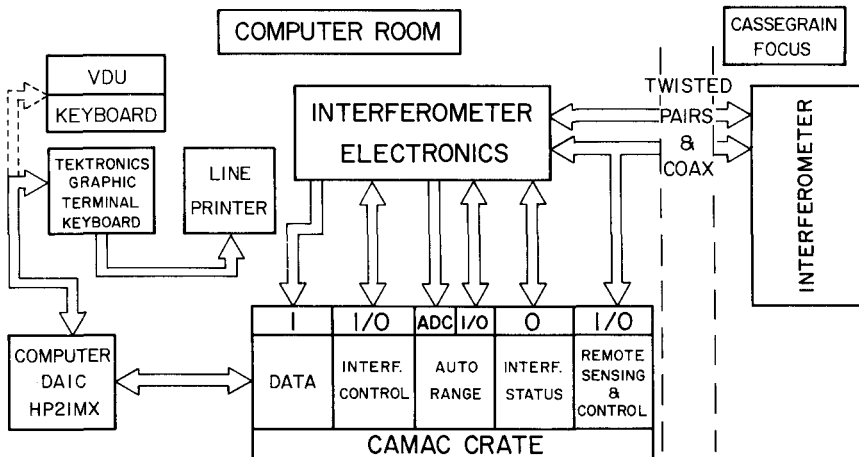 COMPUTER ROOM
CASSEGRAIN
FOCUS
VDU
KEYBOARD
TEKTRONICS
GRAPHIC
TERMINAL
KEYBOARD
LINE
PRINTER
INTERFEROMETER
ELECTRONICS
TWISTED
PAIRS
&
COAX
INTERFEROMETER
COMPUTER
DAIC
HP21MX
I
I/O
ADC
I/O
O
I/O
DATA
INTERF.
CONTROL
AUTO
RANGE
INTERF.
STATUS
REMOTE
SENSING
&
CONTROL
CAMAC CRATE